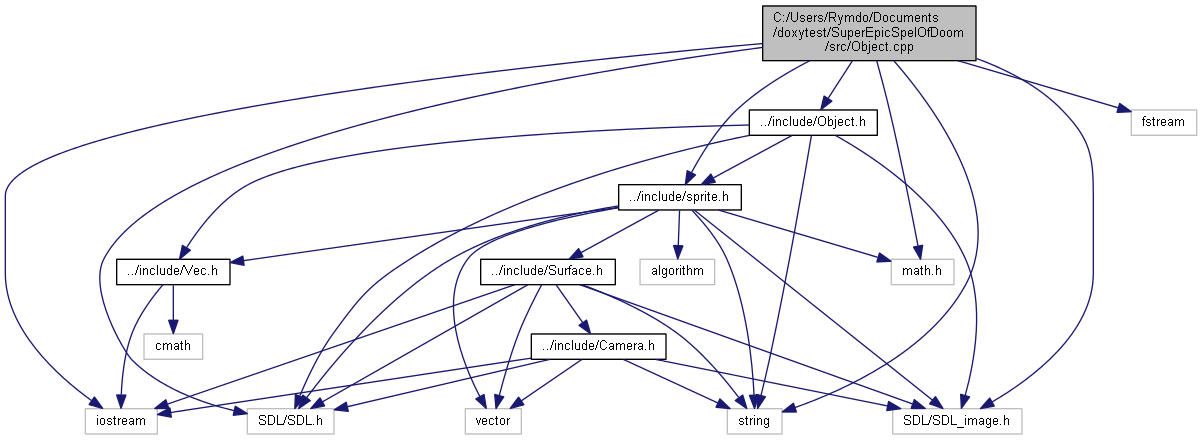 C:/Users/Rymdo/Documents
/doxytest/SuperEpicSpelOfDoom
/src/Object.cpp
../include/Object.h
fstream
../include/sprite.h
../include/Vec.h
../include/Surface.h
algorithm
math.h
cmath
../include/Camera.h
iostream
SDL/SDL.h
vector
string
SDL/SDL_image.h